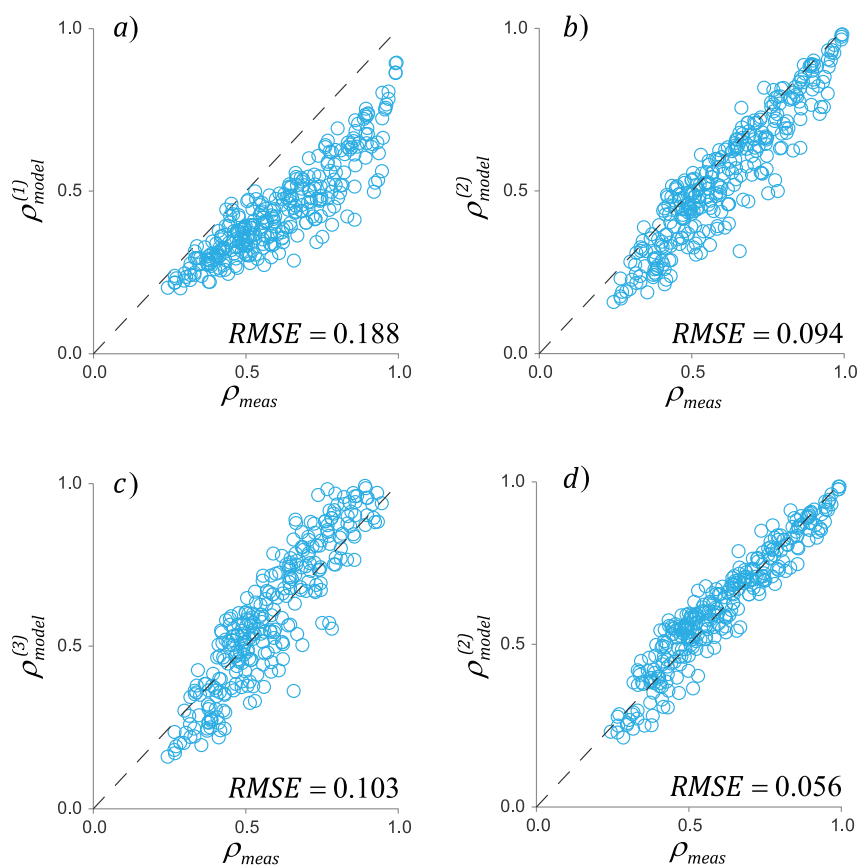 a)
1.0
0.5
0.0
ρ_model^(1)
RMSE = 0.188
0.0 0.5 1.0
ρ_meas
b)
1.0
0.5
0.0
ρ_model^(2)
RMSE = 0.094
0.0 0.5 1.0
ρ_meas
c)
1.0
0.5
0.0
ρ_model^(3)
RMSE = 0.103
0.0 0.5 1.0
ρ_meas
d)
1.0
0.5
0.0
ρ_model^(2)
RMSE = 0.056
0.0 0.5 1.0
ρ_meas